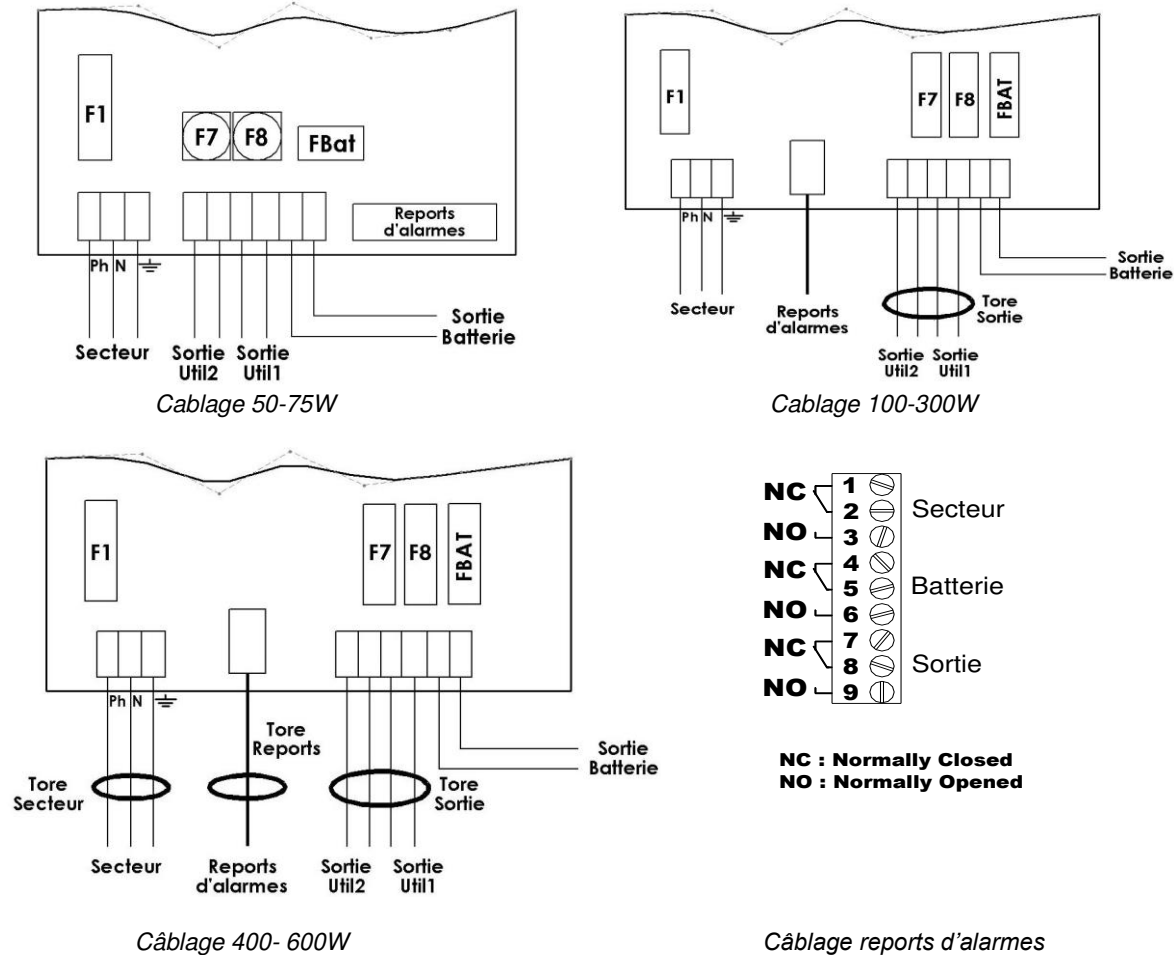 F1
F7
F8
FBat
Reports
d'alarmes
Ph N
Secteur
Sortie
Util2
Sortie
Util1
Sortie
Batterie
Cablage 50-75W
F1
F7
F8
FBAT
Ph N
Secteur
Reports
d'alarmes
Tore
Sortie
Sortie
Util2
Sortie
Util1
Sortie
Batterie
Cablage 100-300W
F1
F7
F8
FBAT
Ph N
Tore
Secteur
Tore
Reports
Tore
Sortie
Secteur
Reports
d'alarmes
Sortie
Util2
Sortie
Util1
Sortie
Batterie
Câblage 400- 600W
NC 1
2 Secteur
NO 3
NC 4
5 Batterie
NO 6
NC 7
8 Sortie
NO 9
NC : Normally Closed
NO : Normally Opened
Câblage reports d’alarmes